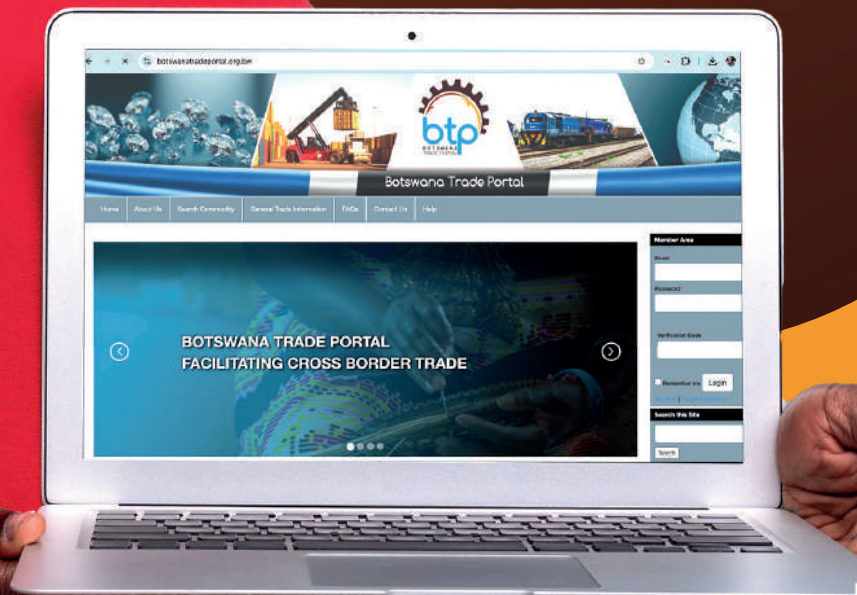 botswanatradeportal.org.bw
btp
BOTSWANA
TRADE PORTAL
Botswana Trade Portal
Home
About Us
Search Commodity
General Trade Information
FAQs
Contact Us
Help
Member Area
Email
Password
Verification Code
Remember me
Login
BOTSWANA TRADE PORTAL
FACILITATING CROSS BORDER TRADE
Search this Site
Search